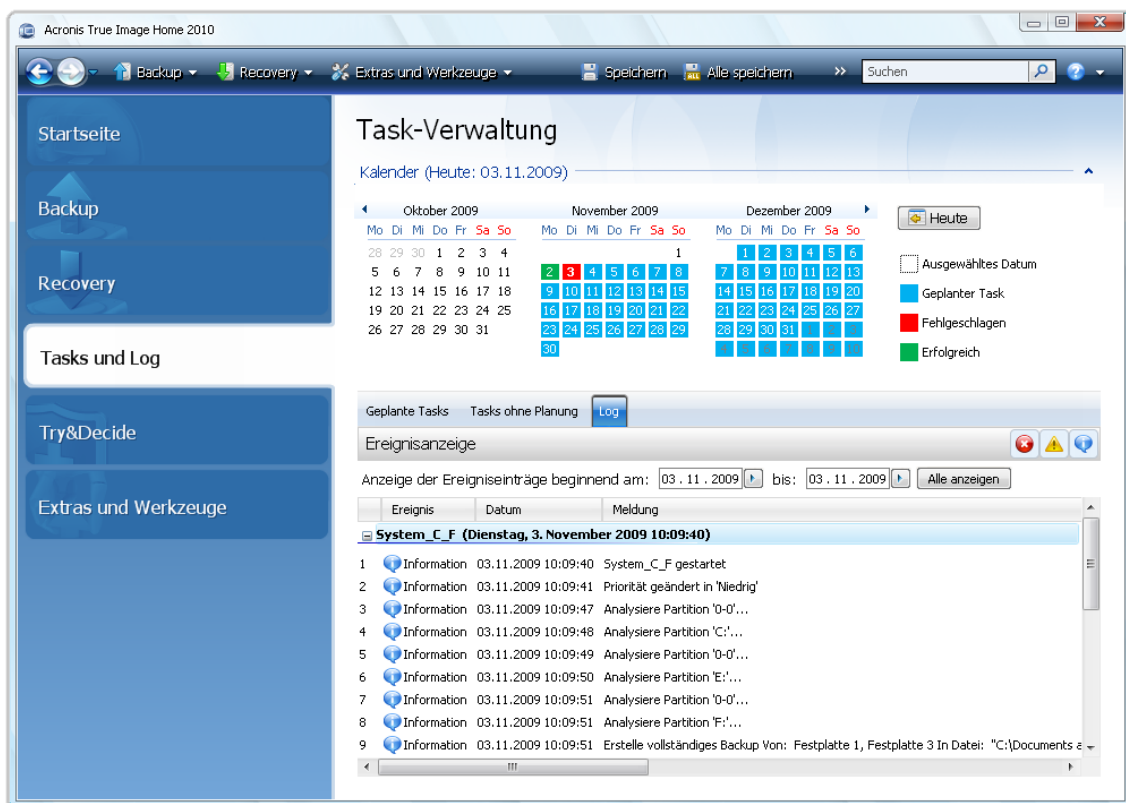 Acronis True Image Home 2010
Backup Recovery Extras und Werkzeuge Speichern Alle speichern >> Suchen
Startseite
Backup
Recovery
Tasks und Log
Try&Decide
Extras und Werkzeuge
Task-Verwaltung
Kalender (Heute: 03.11.2009)
Oktober 2009
Mo Di Mi Do Fr Sa So
28 29 30 1 2 3 4
5 6 7 8 9 10 11
12 13 14 15 16 17 18
19 20 21 22 23 24 25
26 27 28 29 30 31
November 2009
Mo Di Mi Do Fr Sa So
1
2 3 4 5 6 7 8
9 10 11 12 13 14 15
16 17 18 19 20 21 22
23 24 25 26 27 28 29
30
Dezember 2009
Mo Di Mi Do Fr Sa So
1 2 3 4 5 6
7 8 9 10 11 12 13
14 15 16 17 18 19 20
21 22 23 24 25 26 27
28 29 30 31
Heute
Ausgewähltes Datum
Geplanter Task
Fehlgeschlagen
Erfolgreich
Geplante Tasks Tasks ohne Planung Log
Ereignisanzeige
Anzeige der Ereigniseinträge beginnend am: 03 . 11 . 2009 bis: 03 . 11 . 2009 Alle anzeigen
Ereignis Datum Meldung
System_C_F (Dienstag, 3. November 2009 10:09:40)
1 Information 03.11.2009 10:09:40 System_C_F gestartet
2 Information 03.11.2009 10:09:41 Priorität geändert in 'Niedrig'
3 Information 03.11.2009 10:09:47 Analysiere Partition '0-0'...
4 Information 03.11.2009 10:09:48 Analysiere Partition 'C:'...
5 Information 03.11.2009 10:09:49 Analysiere Partition '0-0'...
6 Information 03.11.2009 10:09:50 Analysiere Partition 'E:'...
7 Information 03.11.2009 10:09:51 Analysiere Partition '0-0'...
8 Information 03.11.2009 10:09:51 Analysiere Partition 'F:'...
9 Information 03.11.2009 10:09:51 Erstelle vollständiges Backup Von: Festplatte 1, Festplatte 3 In Datei: "C:\Documents a